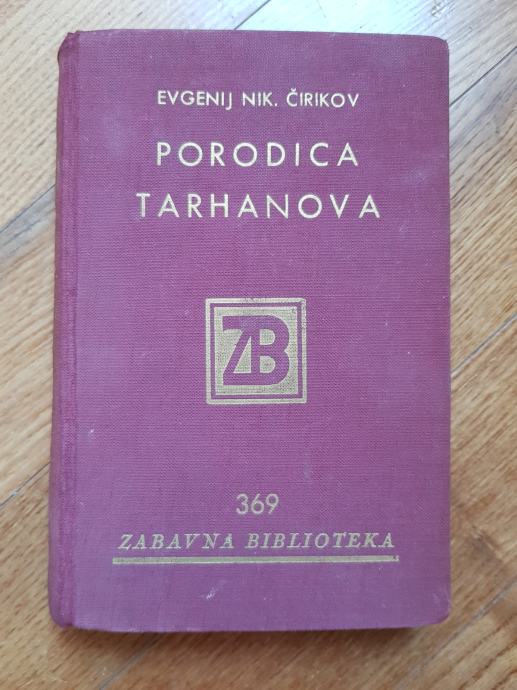 EVGENIJ NIK. ČIRIKOV
PORODICA
TARHANOVA
ZB
369
ZABAVNA BIBLIOTEKA